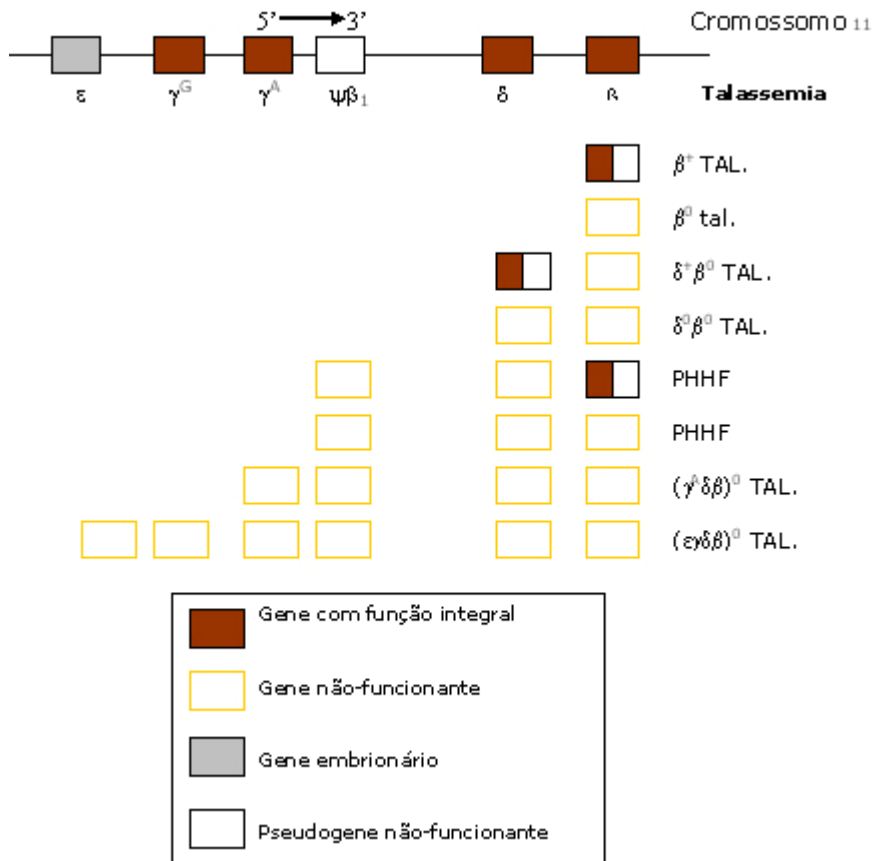 5’ 3’ Cromossomo 11
ε γG γA ψβ1 δ β Talassemia
β+ TAL.
β0 tal.
δ+β0 TAL.
δ0β0 TAL.
PHHF
PHHF
(γAδβ)0 TAL.
(εγδβ)0 TAL.
Gene com função integral
Gene não-funcionante
Gene embrionário
Pseudogene não-funcionante